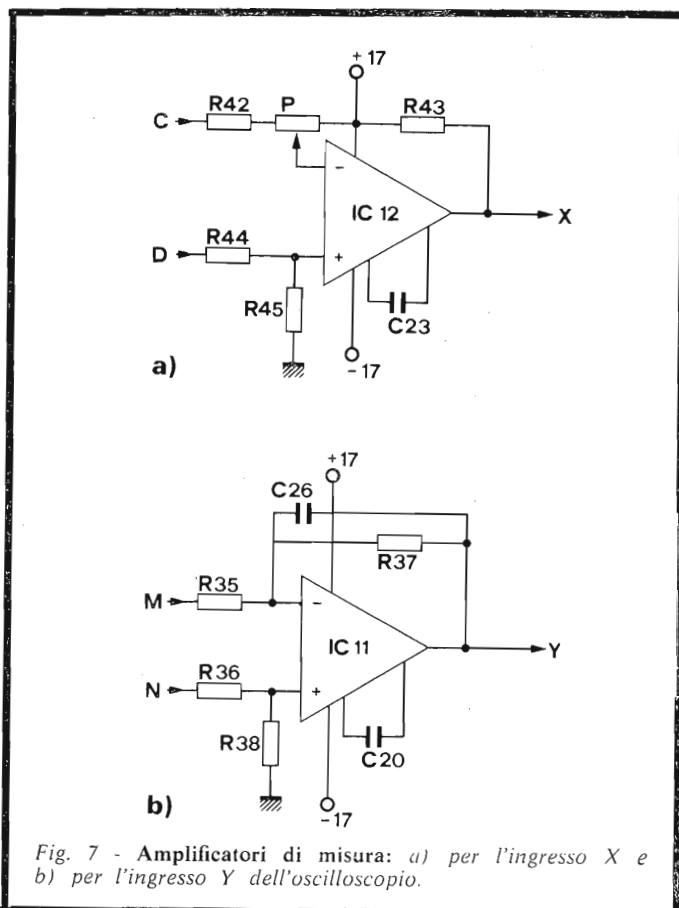 + 17
R42 P R43
C
IC 12
X
R44
D
R45
C23
- 17
a)
+17
C26
R37
R35
M
IC 11
Y
R36
N
R38
C20
-17
b)
Fig. 7 - Amplificatori di misura: a) per l'ingresso X e
b) per l'ingresso Y dell'oscilloscopio.